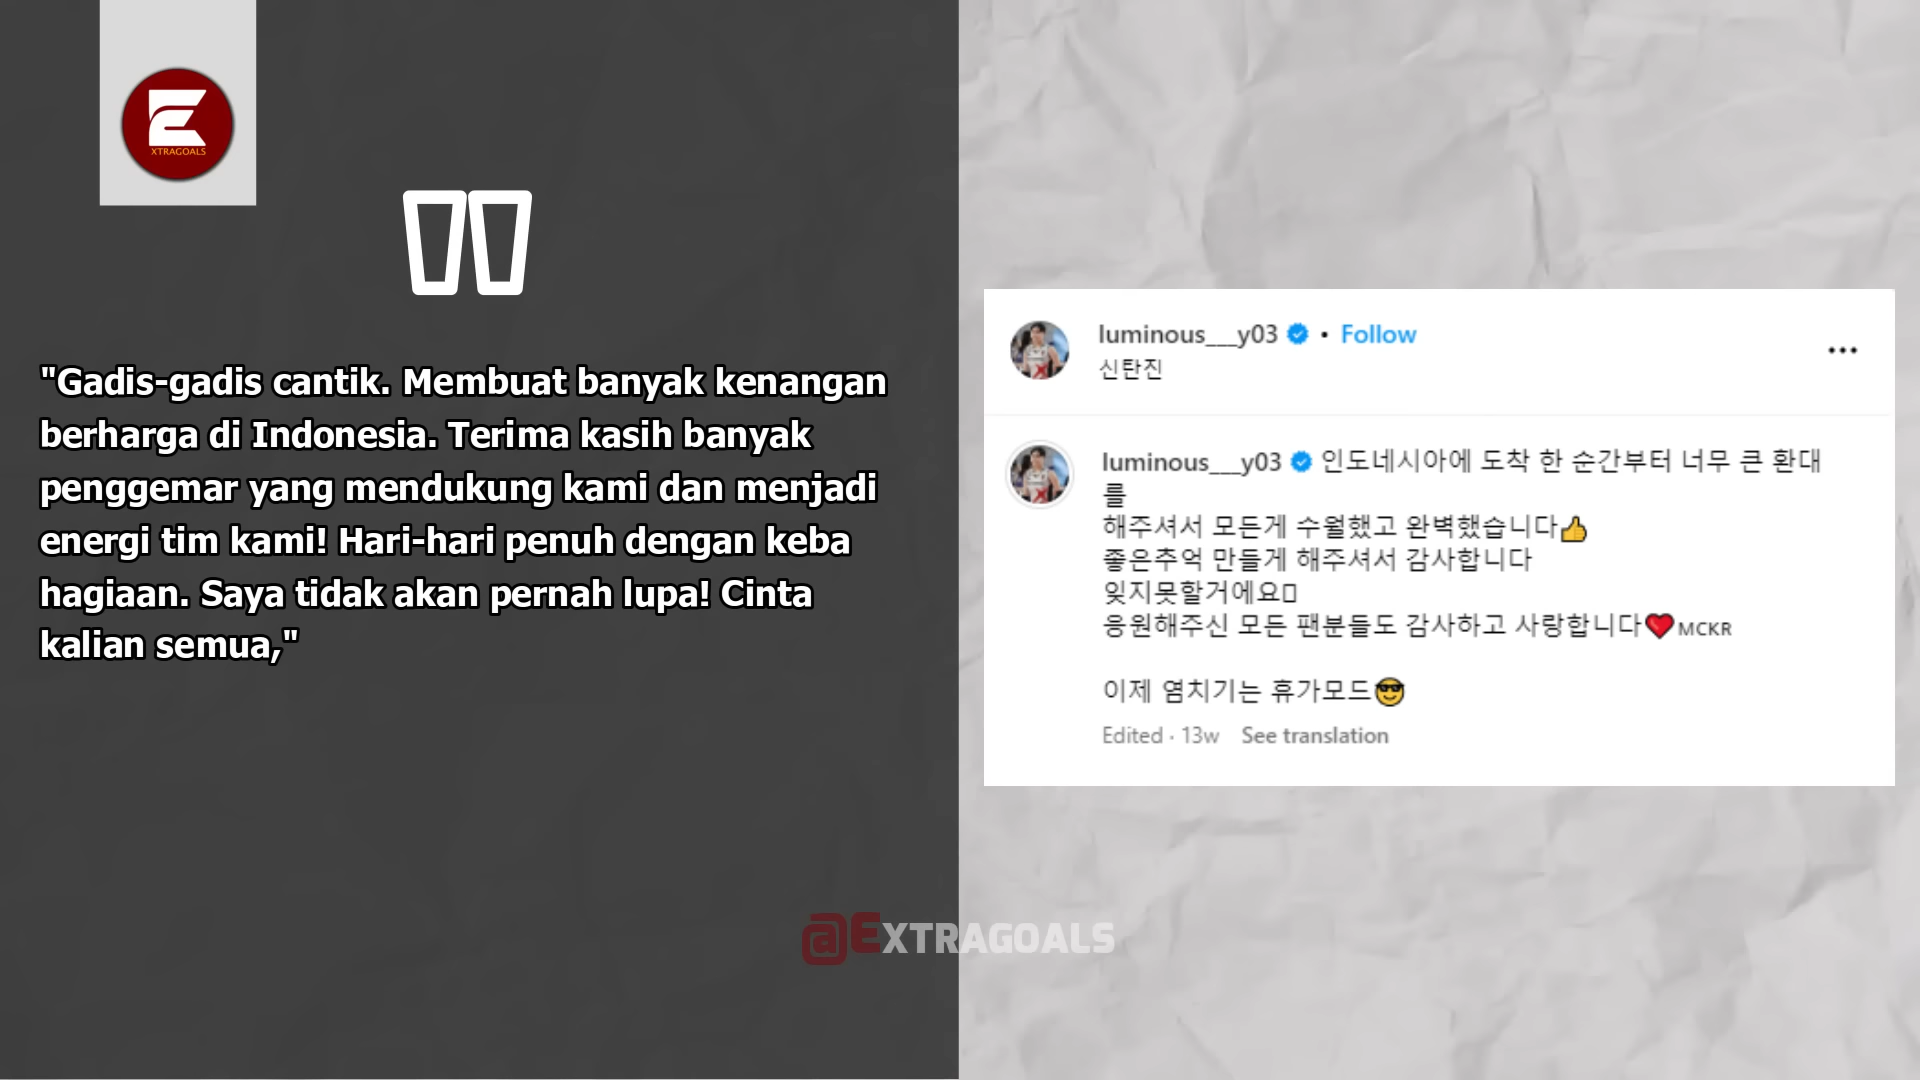 E
XTRAGOALS
"Gadis-gadis cantik. Membuat banyak kenangan
berharga di Indonesia. Terima kasih banyak
penggemar yang mendukung kami dan menjadi
energi tim kami! Hari-hari penuh dengan keba
hagiaan. Saya tidak akan pernah lupa! Cinta
kalian semua,"
luminous___y03 • Follow
신탄진
luminous___y03 인도네시아에 도착 한 순간부터 너무 큰 환대
를
해주셔서 모든게 수월했고 완벽했습니다👍
좋은추억 만들게 해주셔서 감사합니다
잊지못할거에요▯
응원해주신 모든 팬분들도 감사하고 사랑합니다❤️MCKR
이제 염치기는 휴가모드😎
Edited · 13w See translation
@EXTRAGOALS